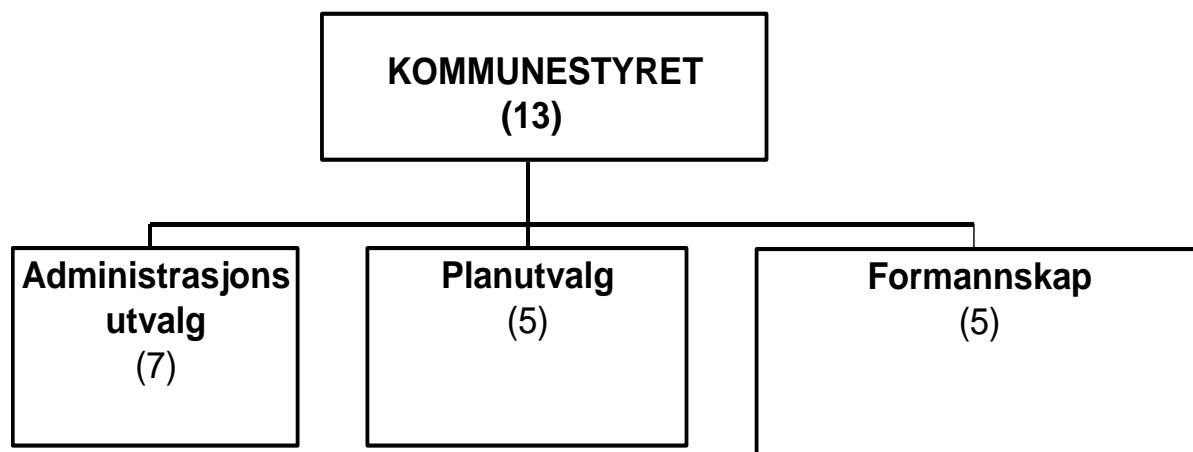 KOMMUNESTYRET
(13)
Administrasjons
utvalg
(7)
Planutvalg
(5)
Formannskap
(5)